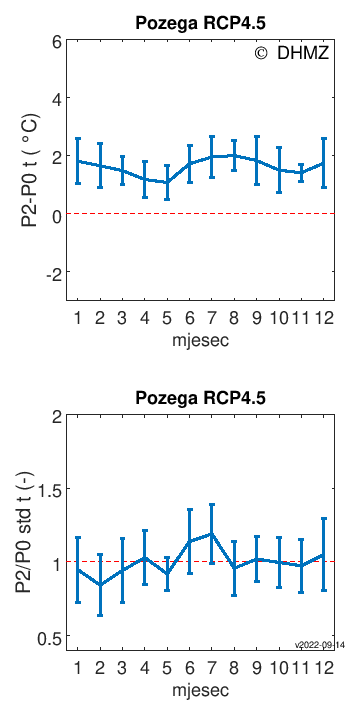 Pozega RCP4.5
© DHMZ
P2-P0 t ( °C)
6
4
2
0
-2
1 2 3 4 5 6 7 8 9 10 11 12
mjesec
Pozega RCP4.5
P2/P0 std t (-)
2
1.5
1
0.5
v2022-09-14
1 2 3 4 5 6 7 8 9 10 11 12
mjesec